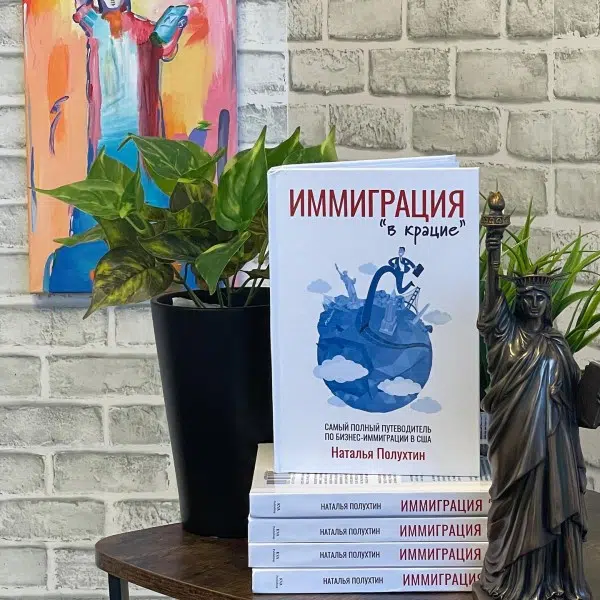 ИММИГРАЦИЯ
"в крацие"
САМЫЙ ПОЛНЫЙ ПУТЕВОДИТЕЛЬ
ПО БИЗНЕС-ИММИГРАЦИИ В США
Наталья Полухтин
НАТАЛЬЯ ПОЛУХТИН ИММИГРАЦИЯ
НАТАЛЬЯ ПОЛУХТИН ИММИГРАЦИЯ
НАТАЛЬЯ ПОЛУХТИН ИММИГРАЦИЯ
НАТАЛЬЯ ПОЛУХТИН ИММИГРАЦИЯ